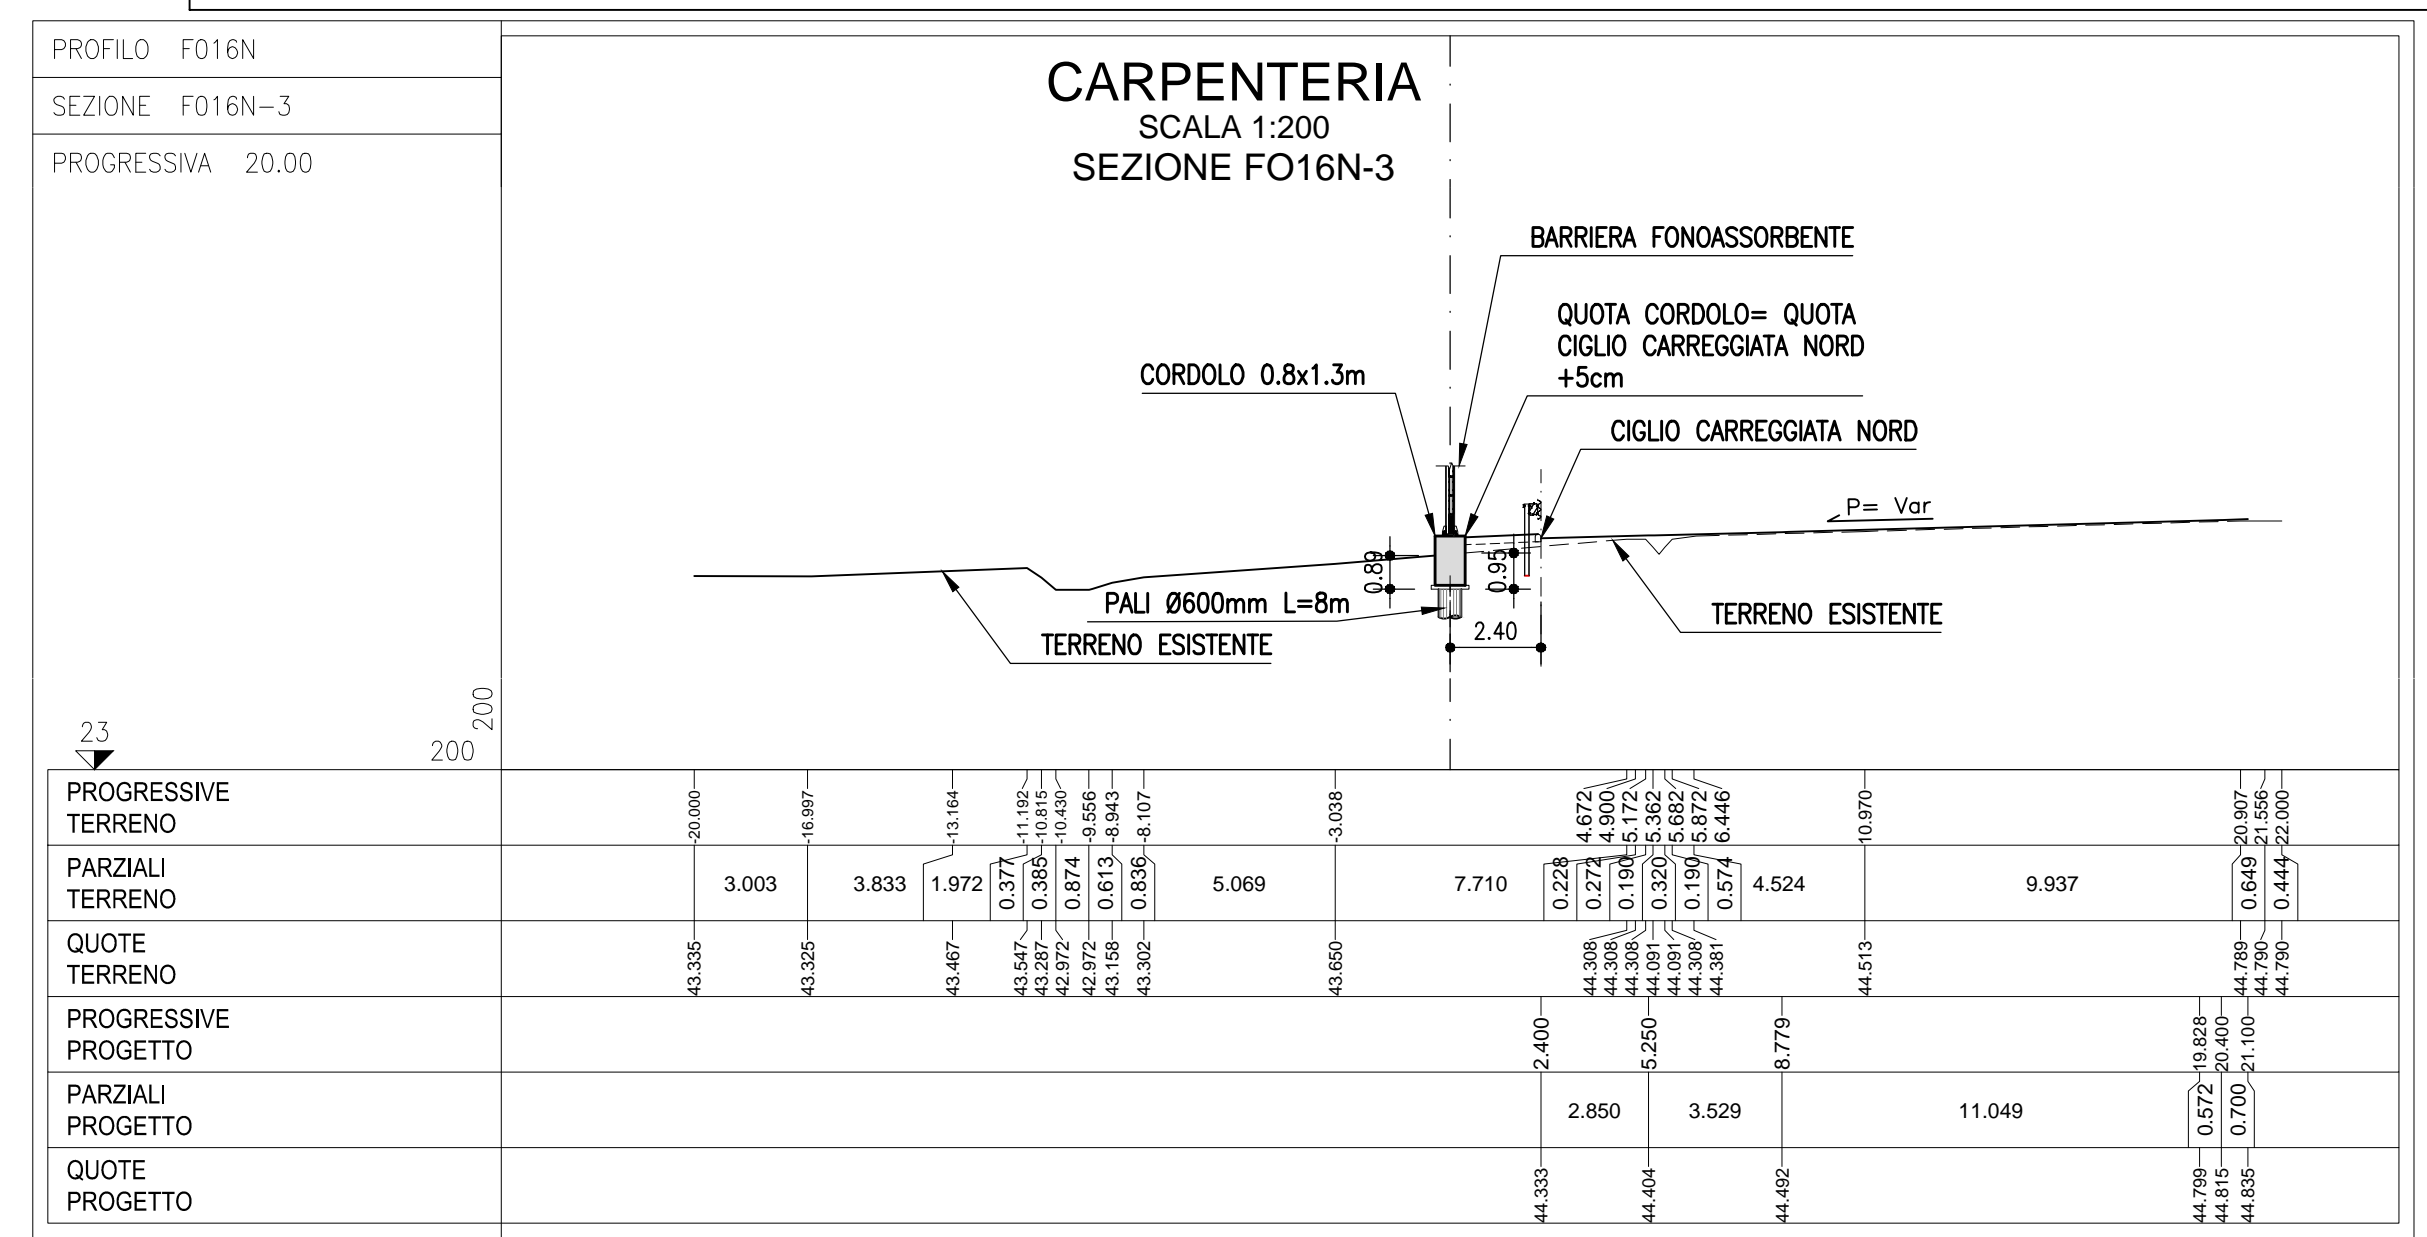 PROFILO F016N
SEZIONE F016N-3
PROGRESSIVA 20.00
CARPENTERIA
SCALA 1:200
SEZIONE FO16N-3
BARRIERA FONOASSORBENTE
QUOTA CORDOLO= QUOTA
CIGLIO CARREGGIATA NORD
+5cm
CORDOLO 0.8x1.3m
CIGLIO CARREGGIATA NORD
P= Var
0.89
0.95
PALI Ø600mm L=8m
2.40
TERRENO ESISTENTE
TERRENO ESISTENTE
23
200
200
PROGRESSIVE
TERRENO
-20.000 -16.997 -13.164 -11.192 -10.815 -10.430 -9.556 -8.943 -8.107 -3.038 4.672 4.900 5.172 5.362 5.682 5.872 6.446 10.970 20.907 21.556 22.000
PARZIALI
TERRENO
3.003 3.833 1.972 0.377 0.385 0.874 0.613 0.836 5.069 7.710 0.228 0.272 0.190 0.320 0.190 0.574 4.524 9.937 0.649 0.444
QUOTE
TERRENO
43.335 43.325 43.467 43.547 43.287 42.972 42.972 43.158 43.302 43.650 44.308 44.308 44.308 44.091 44.091 44.308 44.381 44.513 44.789 44.790 44.790
PROGRESSIVE
PROGETTO
2.400 5.250 8.779 19.828 20.400 21.100
PARZIALI
PROGETTO
2.850 3.529 11.049 0.572 0.700
QUOTE
PROGETTO
44.333 44.404 44.492 44.799 44.815 44.835